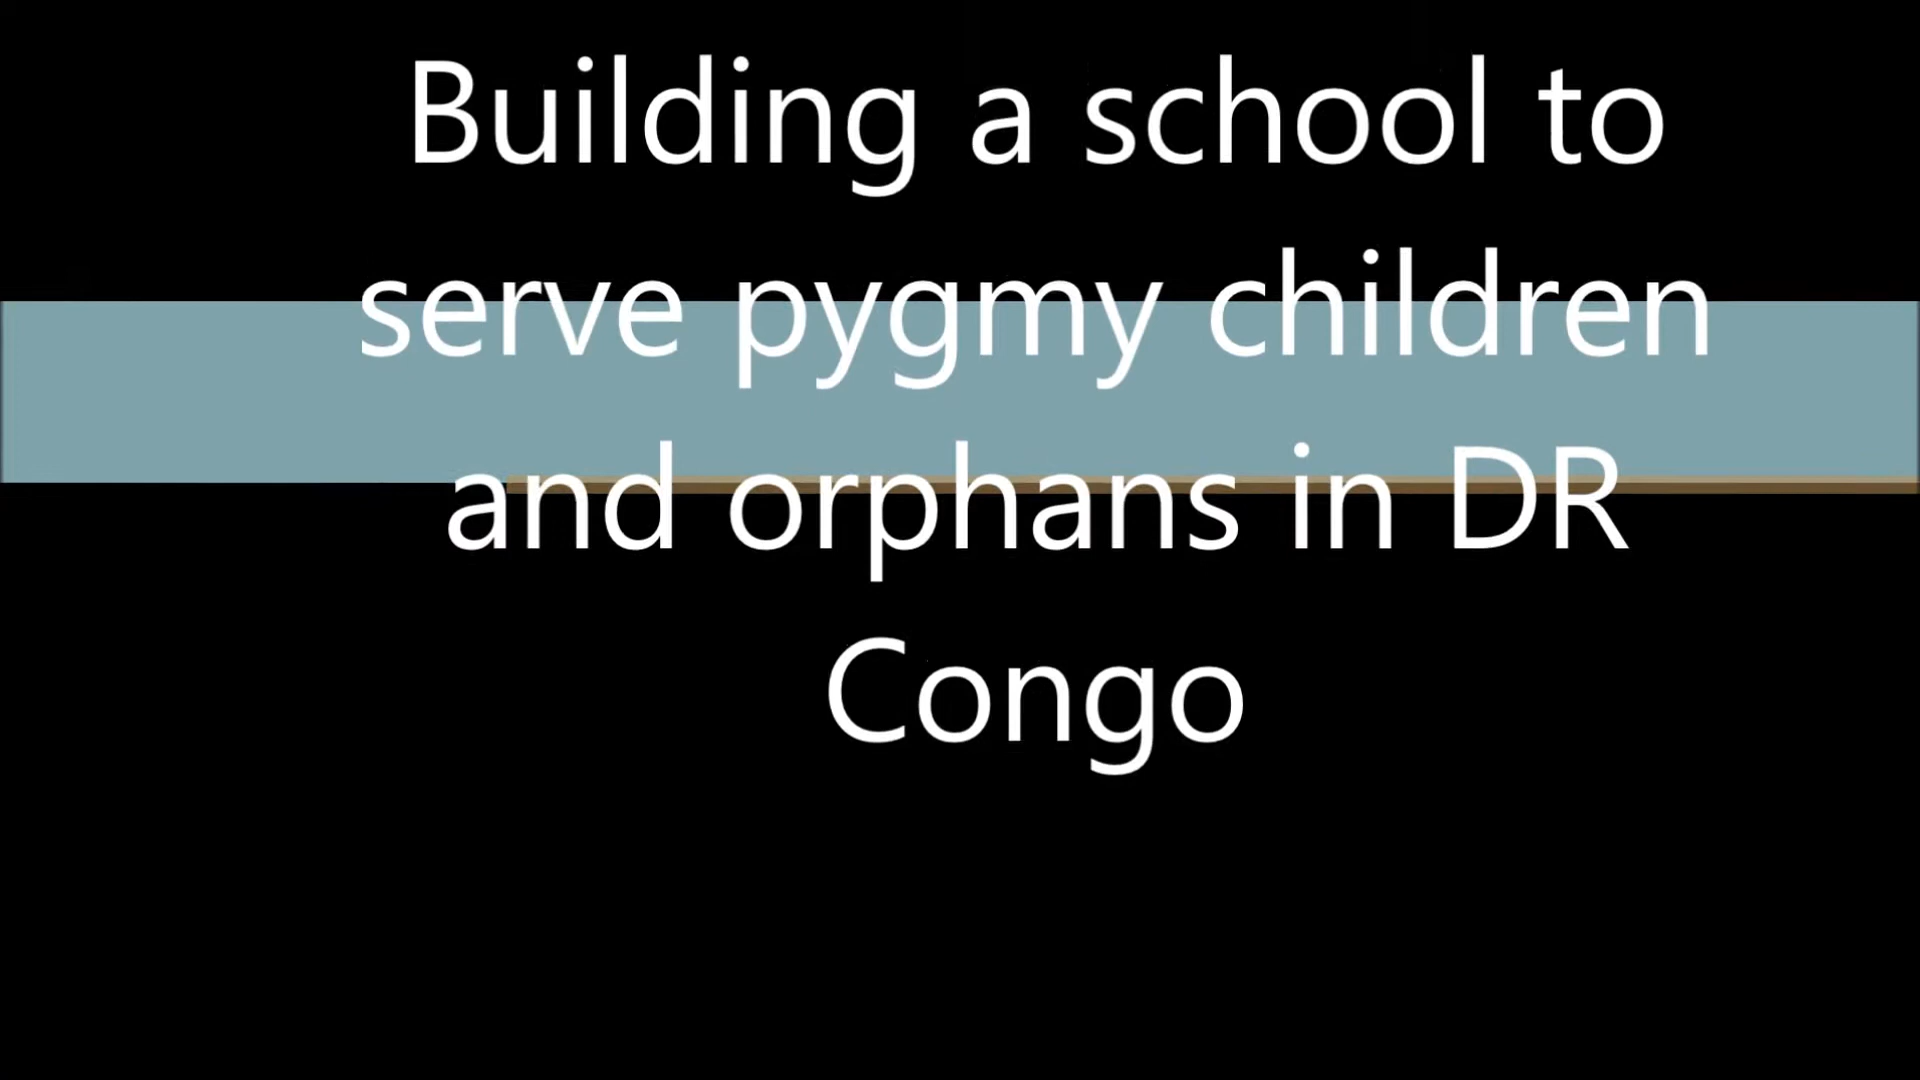 Building a school to
serve pygmy children
and orphans in DR
Congo